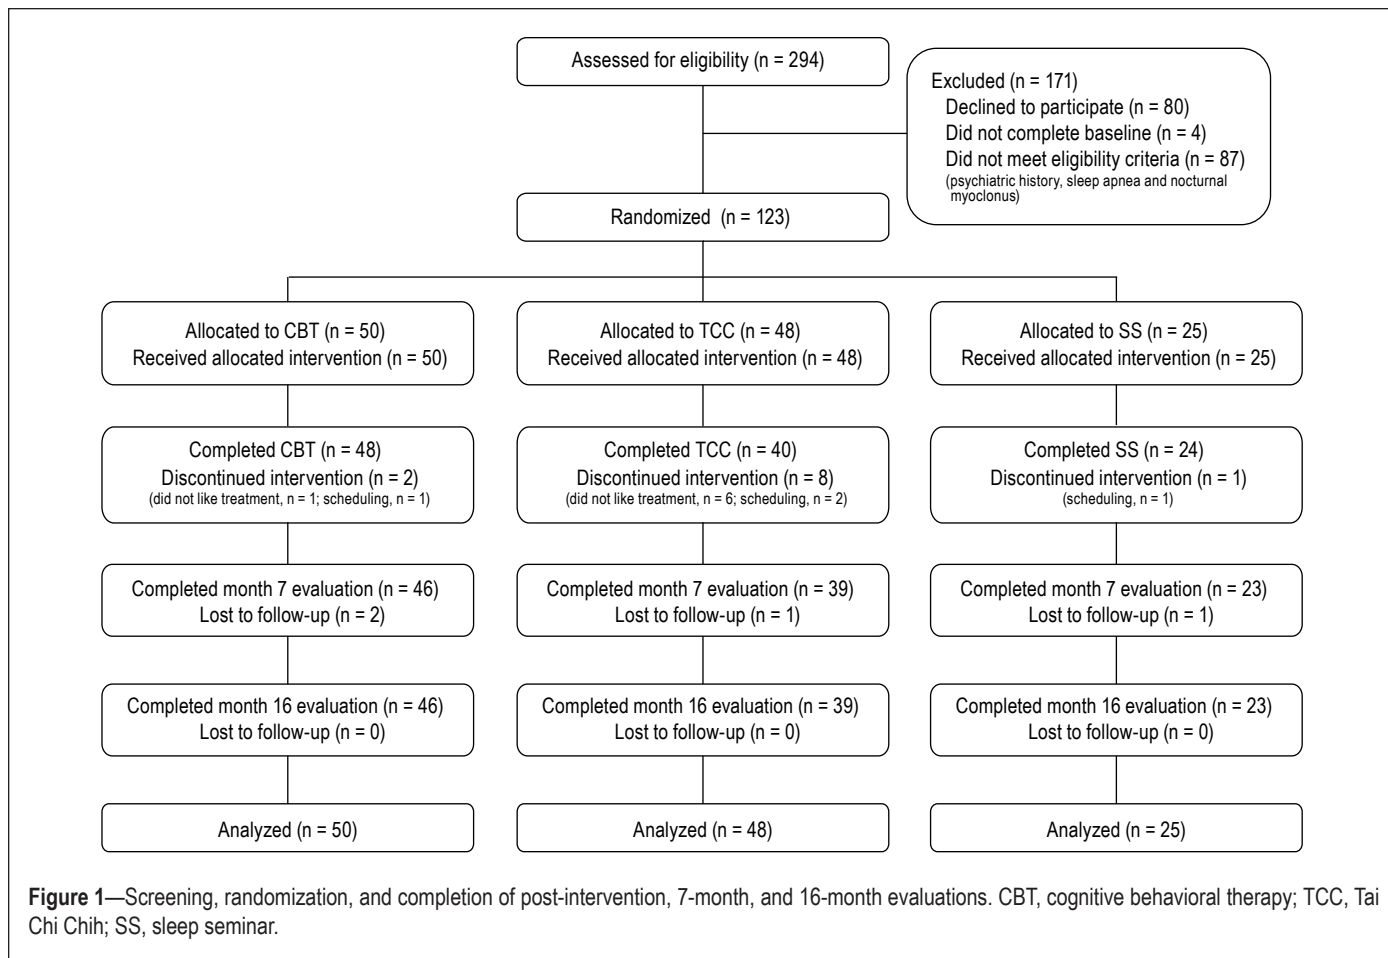 Assessed for eligibility (n = 294)
Excluded (n = 171)
Declined to participate (n = 80)
Did not complete baseline (n = 4)
Did not meet eligibility criteria (n = 87)
(psychiatric history, sleep apnea and nocturnal
myoclonus)
Randomized (n = 123)
Allocated to CBT (n = 50)
Received allocated intervention (n = 50)
Allocated to TCC (n = 48)
Received allocated intervention (n = 48)
Allocated to SS (n = 25)
Received allocated intervention (n = 25)
Completed CBT (n = 48)
Discontinued intervention (n = 2)
(did not like treatment, n = 1; scheduling, n = 1)
Completed TCC (n = 40)
Discontinued intervention (n = 8)
(did not like treatment, n = 6; scheduling, n = 2)
Completed SS (n = 24)
Discontinued intervention (n = 1)
(scheduling, n = 1)
Completed month 7 evaluation (n = 46)
Lost to follow-up (n = 2)
Completed month 7 evaluation (n = 39)
Lost to follow-up (n = 1)
Completed month 7 evaluation (n = 23)
Lost to follow-up (n = 1)
Completed month 16 evaluation (n = 46)
Lost to follow-up (n = 0)
Completed month 16 evaluation (n = 39)
Lost to follow-up (n = 0)
Completed month 16 evaluation (n = 23)
Lost to follow-up (n = 0)
Analyzed (n = 50)
Analyzed (n = 48)
Analyzed (n = 25)
Figure 1—Screening, randomization, and completion of post-intervention, 7-month, and 16-month evaluations. CBT, cognitive behavioral therapy; TCC, Tai
Chi Chih; SS, sleep seminar.